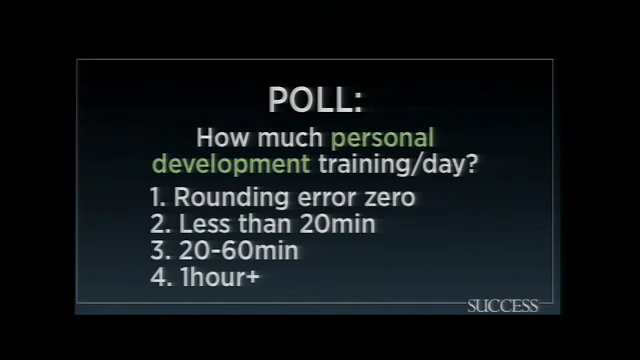 POLL:
How much personal
development training/day?
1. Rounding error zero
2. Less than 20min
3. 20-60min
4. 1hour+
SUCCESS